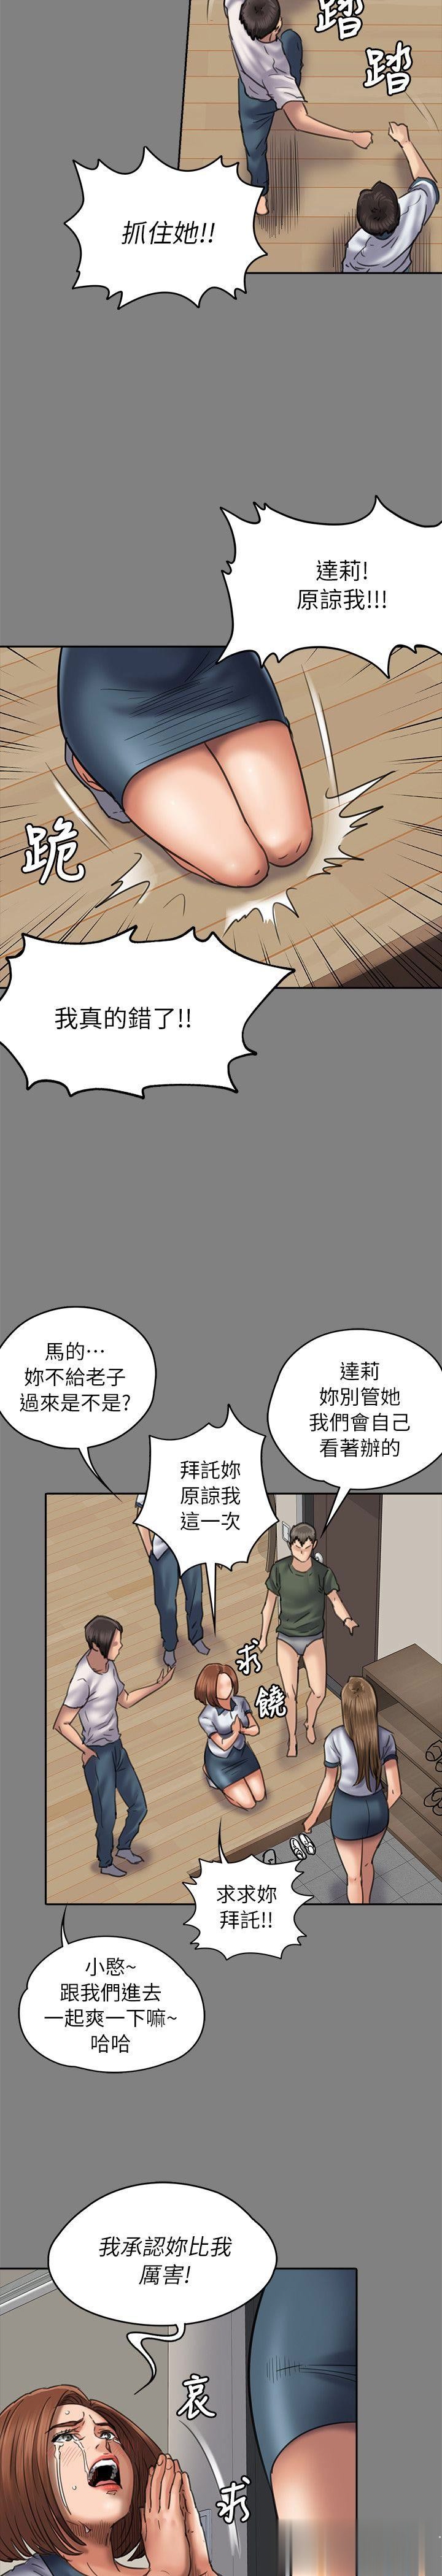 踏
踏
抓住她!!
達莉!
原諒我!!!
跪
我真的錯了!!
馬的…
妳不給老子
過來是不是?
達莉
妳別管她
我們會自己
看著辦的
拜託妳
原諒我
這一次
求
饒
求求妳
拜託!!
小愍~
跟我們進去
一起爽一下嘛~
哈哈
我承認妳比我
厲害!
哀
求